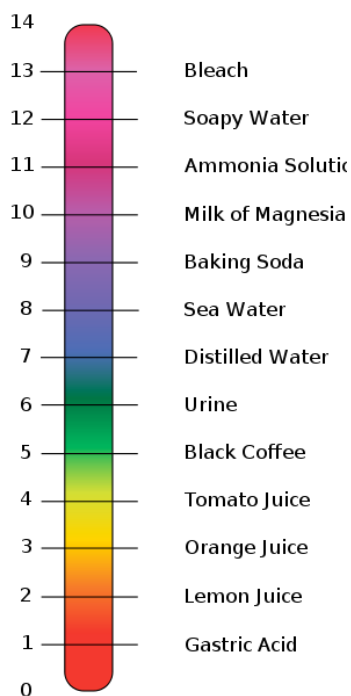 14
13 Bleach
12 Soapy Water
11 Ammonia Solutio
10 Milk of Magnesia
9 Baking Soda
8 Sea Water
7 Distilled Water
6 Urine
5 Black Coffee
4 Tomato Juice
3 Orange Juice
2 Lemon Juice
1 Gastric Acid
0